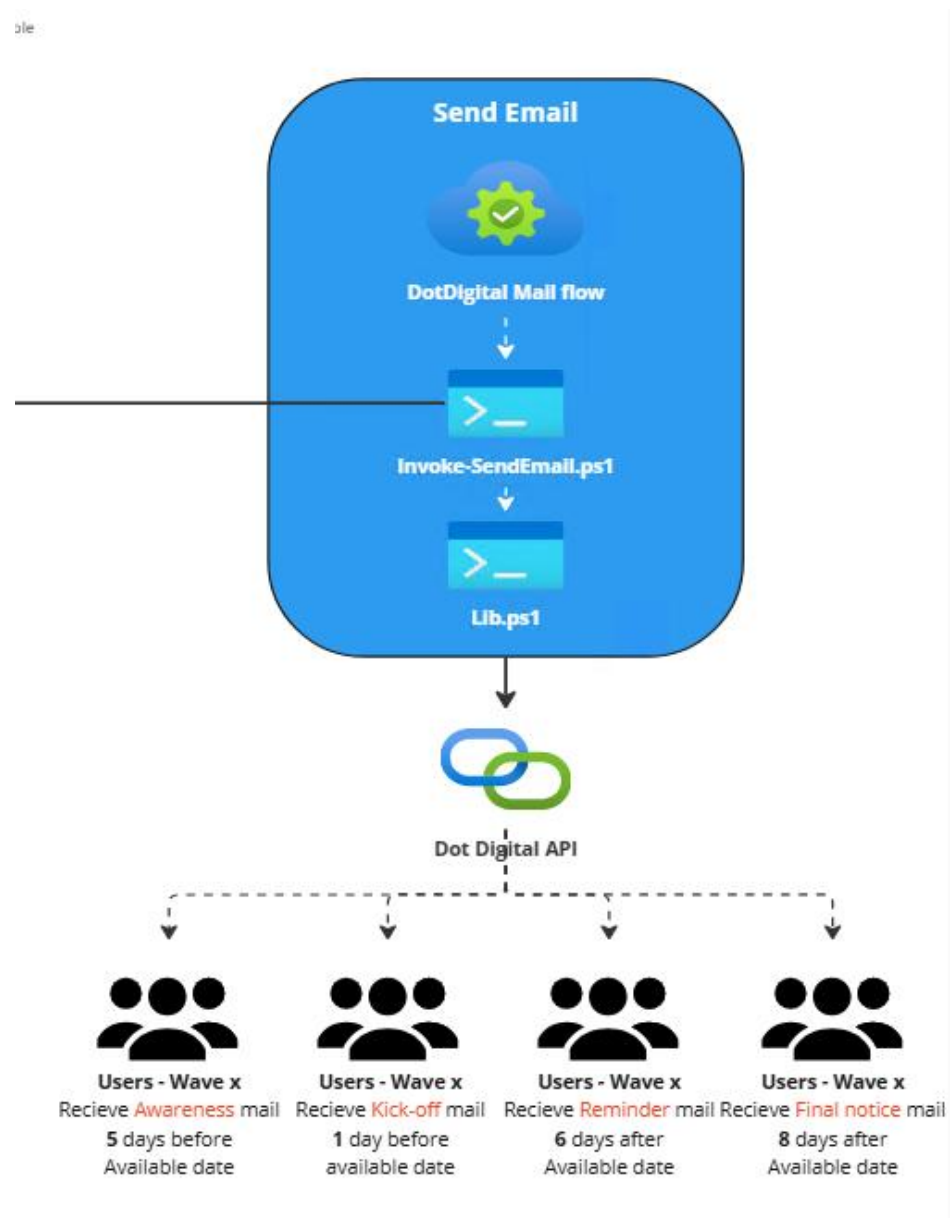 Send Email
DotDigital Mail flow
Invoke-SendEmail.ps1
Lib.ps1
Dot Digital API
Users - Wave x
Recieve Awareness mail
5 days before
Available date
Users - Wave x
Recieve Kick-off mail
1 day before
available date
Users - Wave x
Recieve Reminder mail
6 days after
Available date
Users - Wave x
Recieve Final notice mail
8 days after
Available date